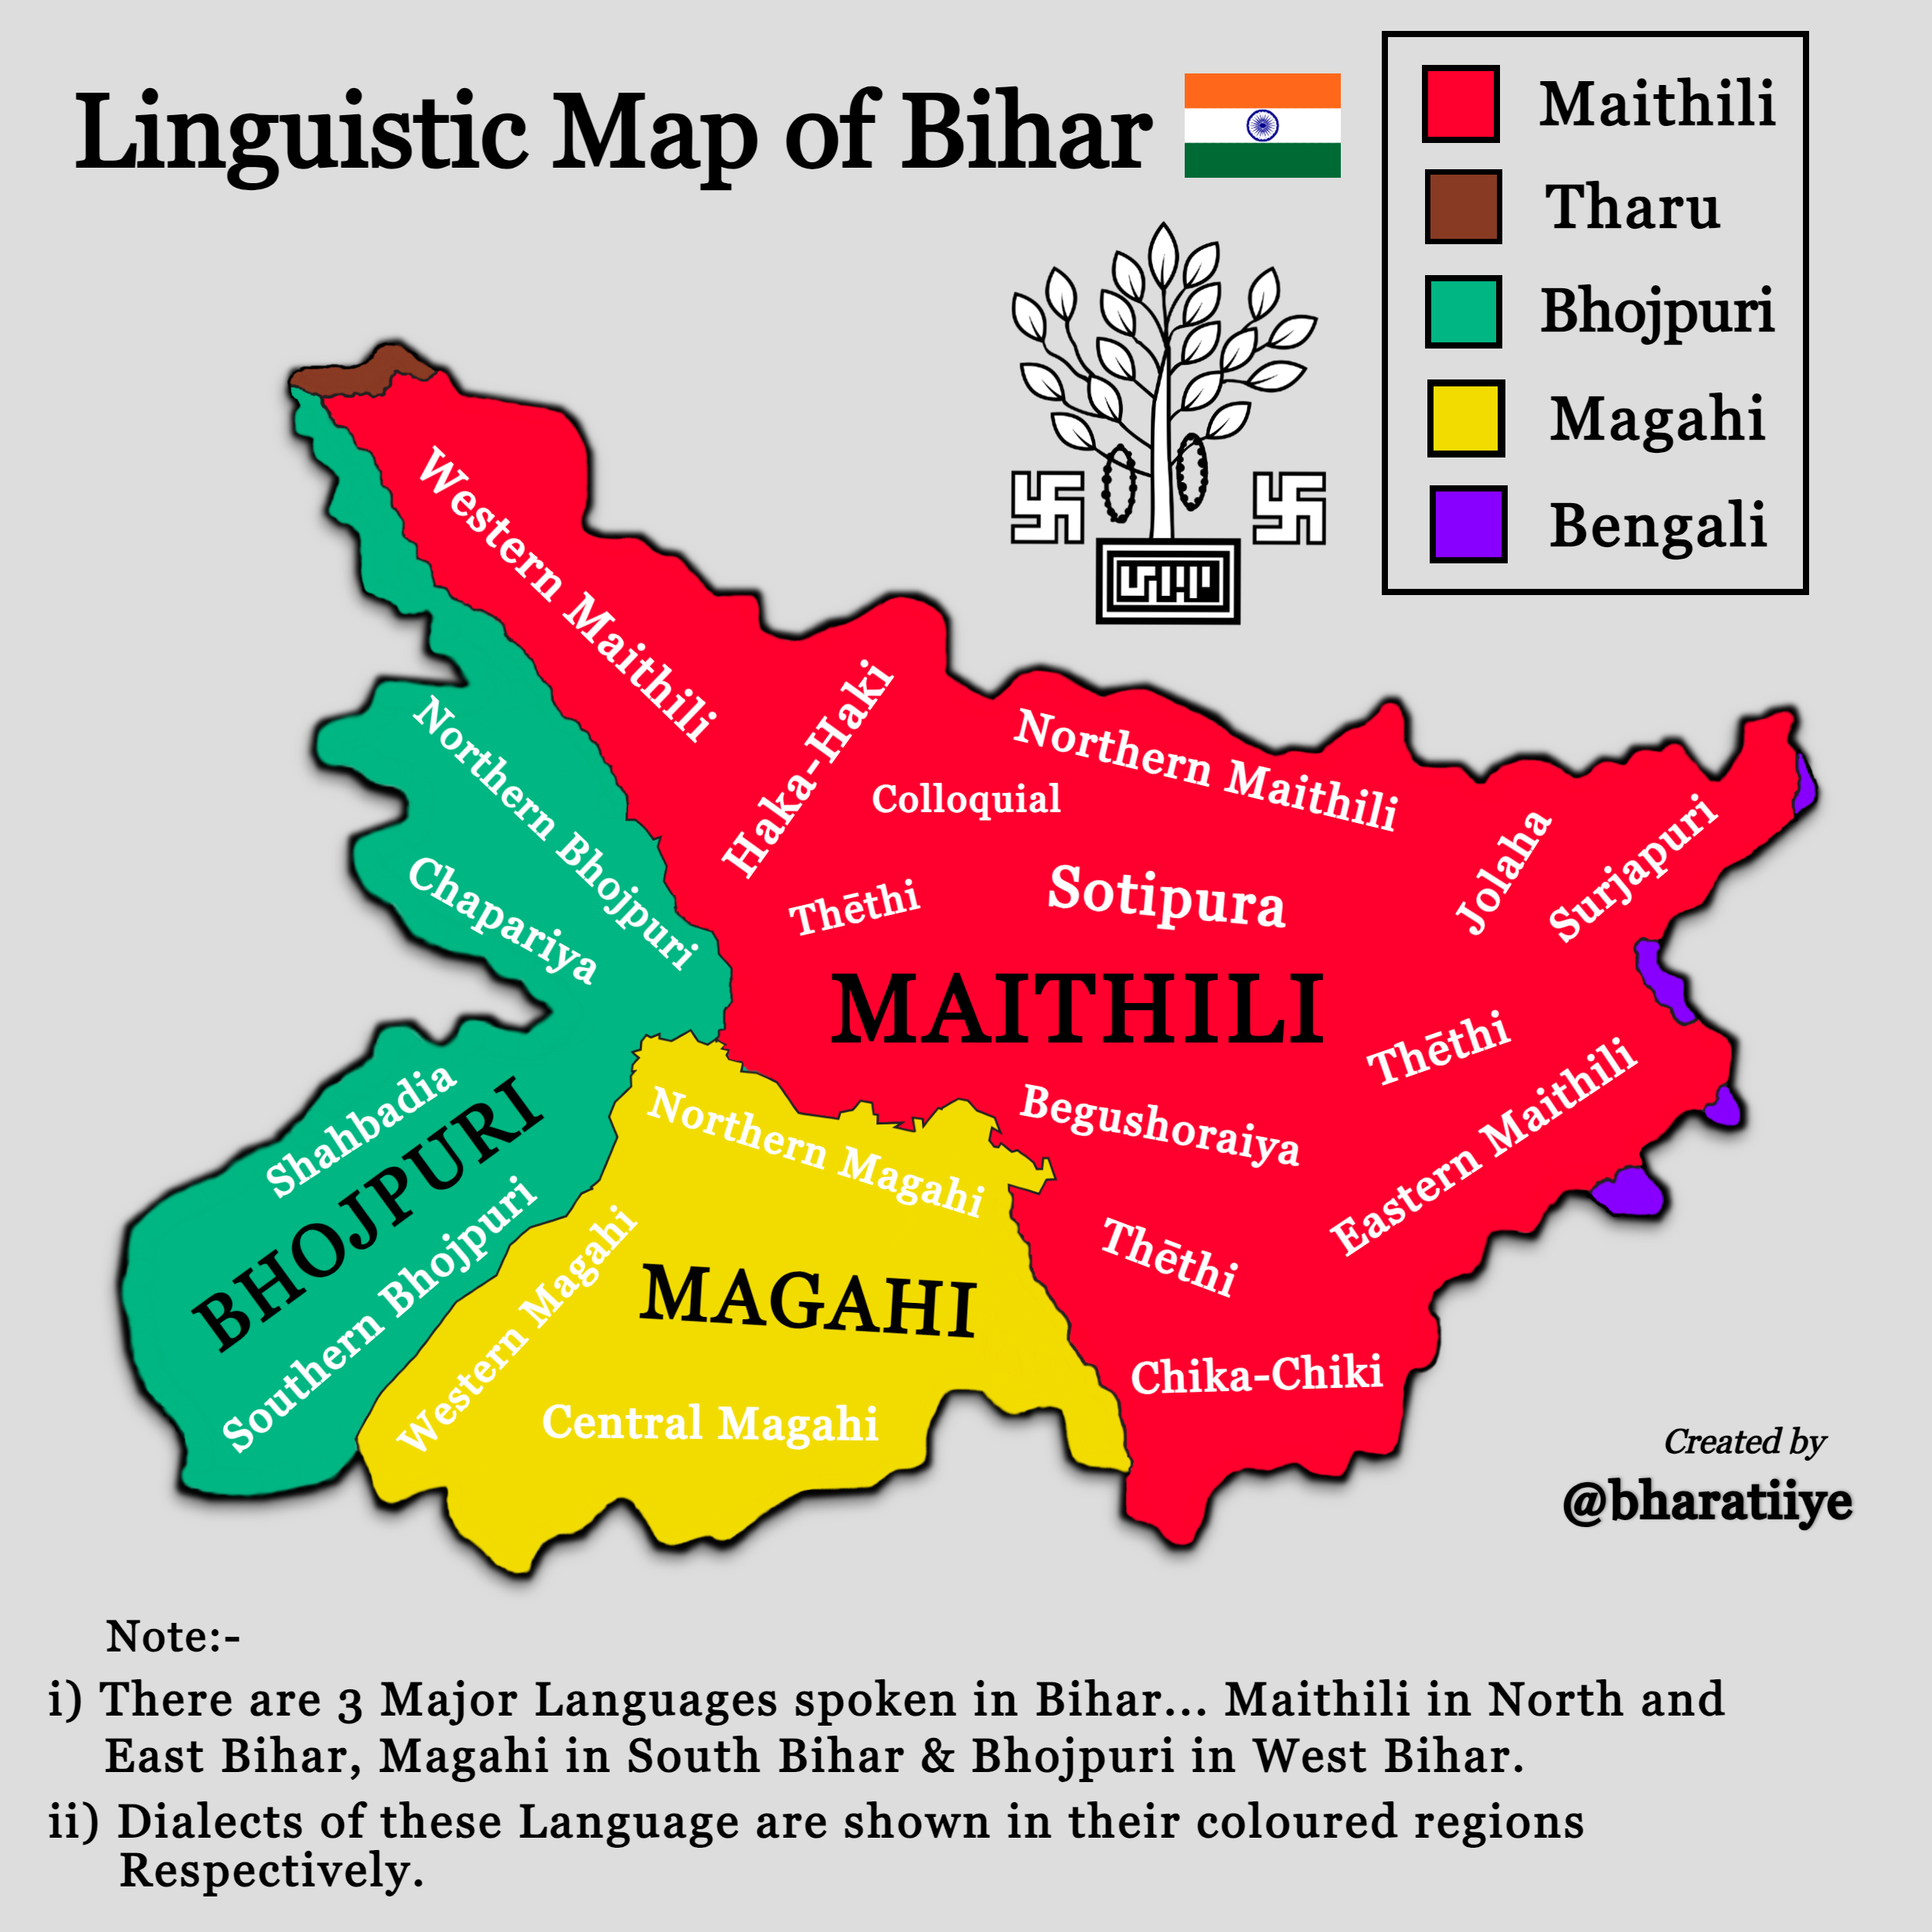 Linguistic Map of Bihar
Maithili
Tharu
Bhojpuri
Magahi
Bengali
Western Maithili
Haka-Haki
Northern Maithili
Colloquial
Jolaha
Surjapuri
Thēthi
Sotipura
MAITHILI
Northern Bhojpuri
Chapariya
Thēthi
Eastern Maithili
Begushoraiya
Thēthi
Chika-Chiki
Shahbadia
BHOJPURI
Southern Bhojpuri
Northern Magahi
Western Magahi
MAGAHI
Central Magahi
Created by
@bharatiiye
Note:-
i) There are 3 Major Languages spoken in Bihar... Maithili in North and
East Bihar, Magahi in South Bihar & Bhojpuri in West Bihar.
ii) Dialects of these Language are shown in their coloured regions
Respectively.